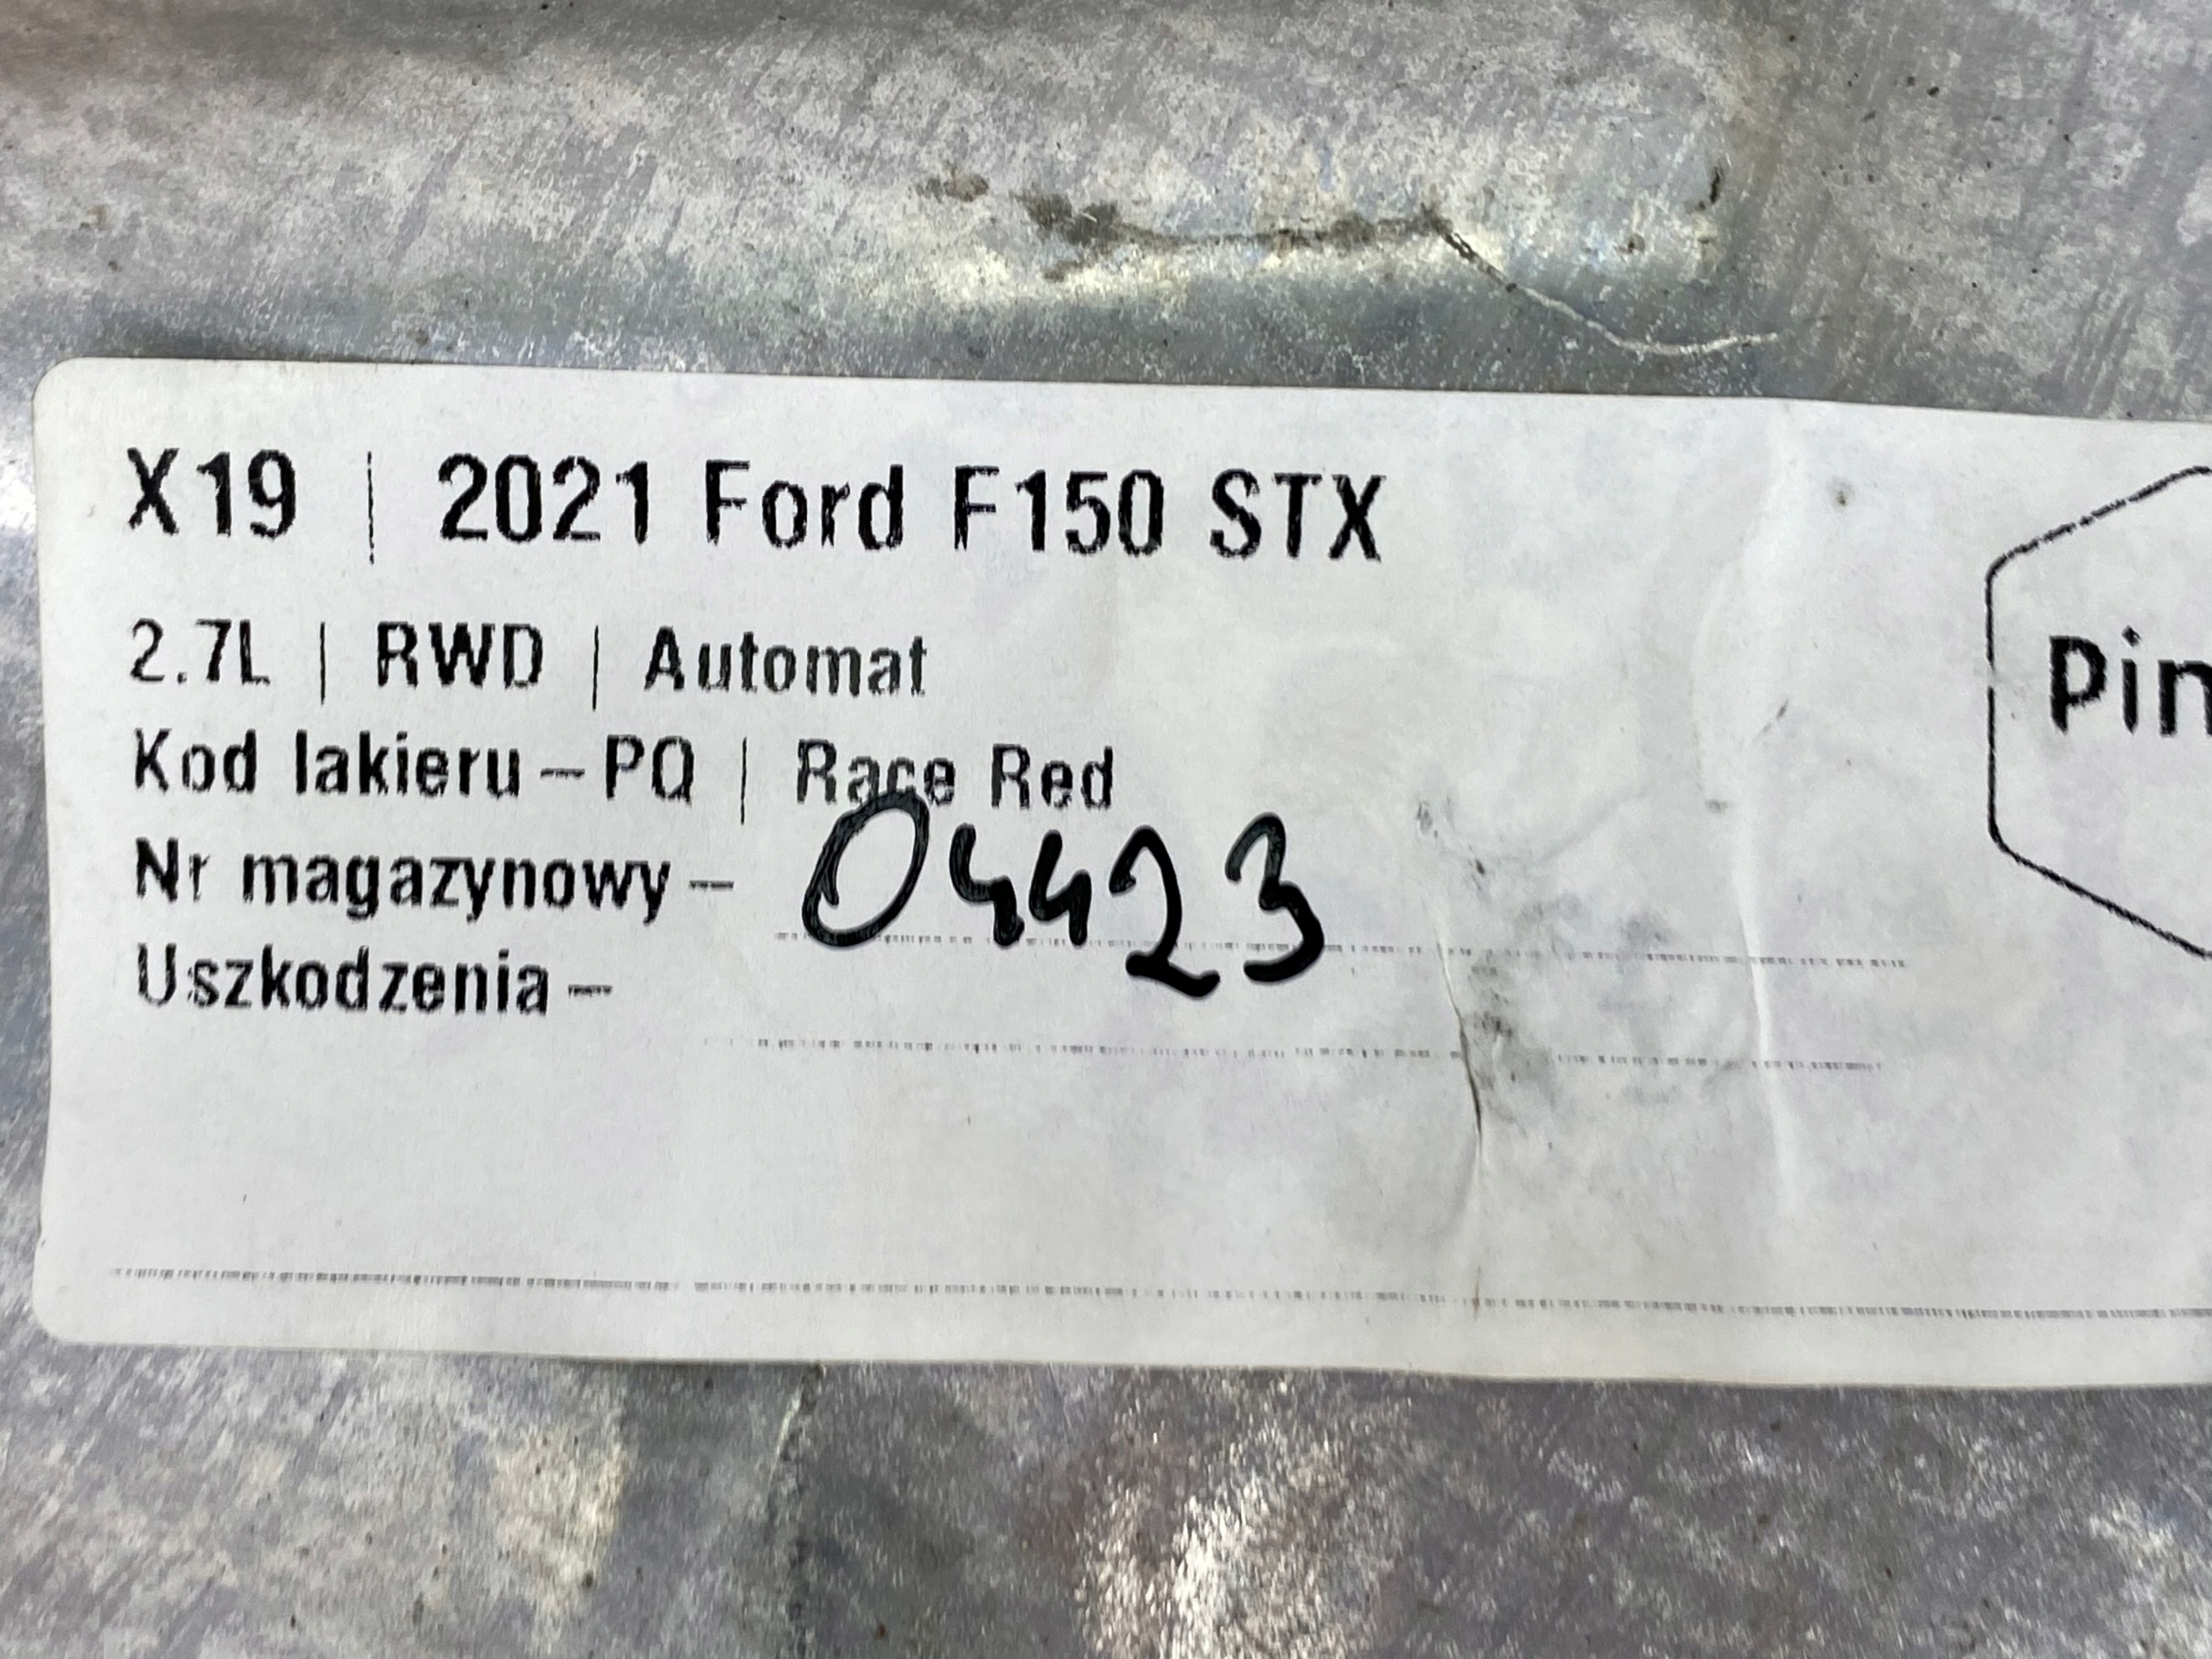 X19 | 2021 Ford F150 STX
2.7L | RWD | Automat
Kod lakieru – PQ | Race Red
Nr magazynowy – 04423
Uszkodzenia –
Pin